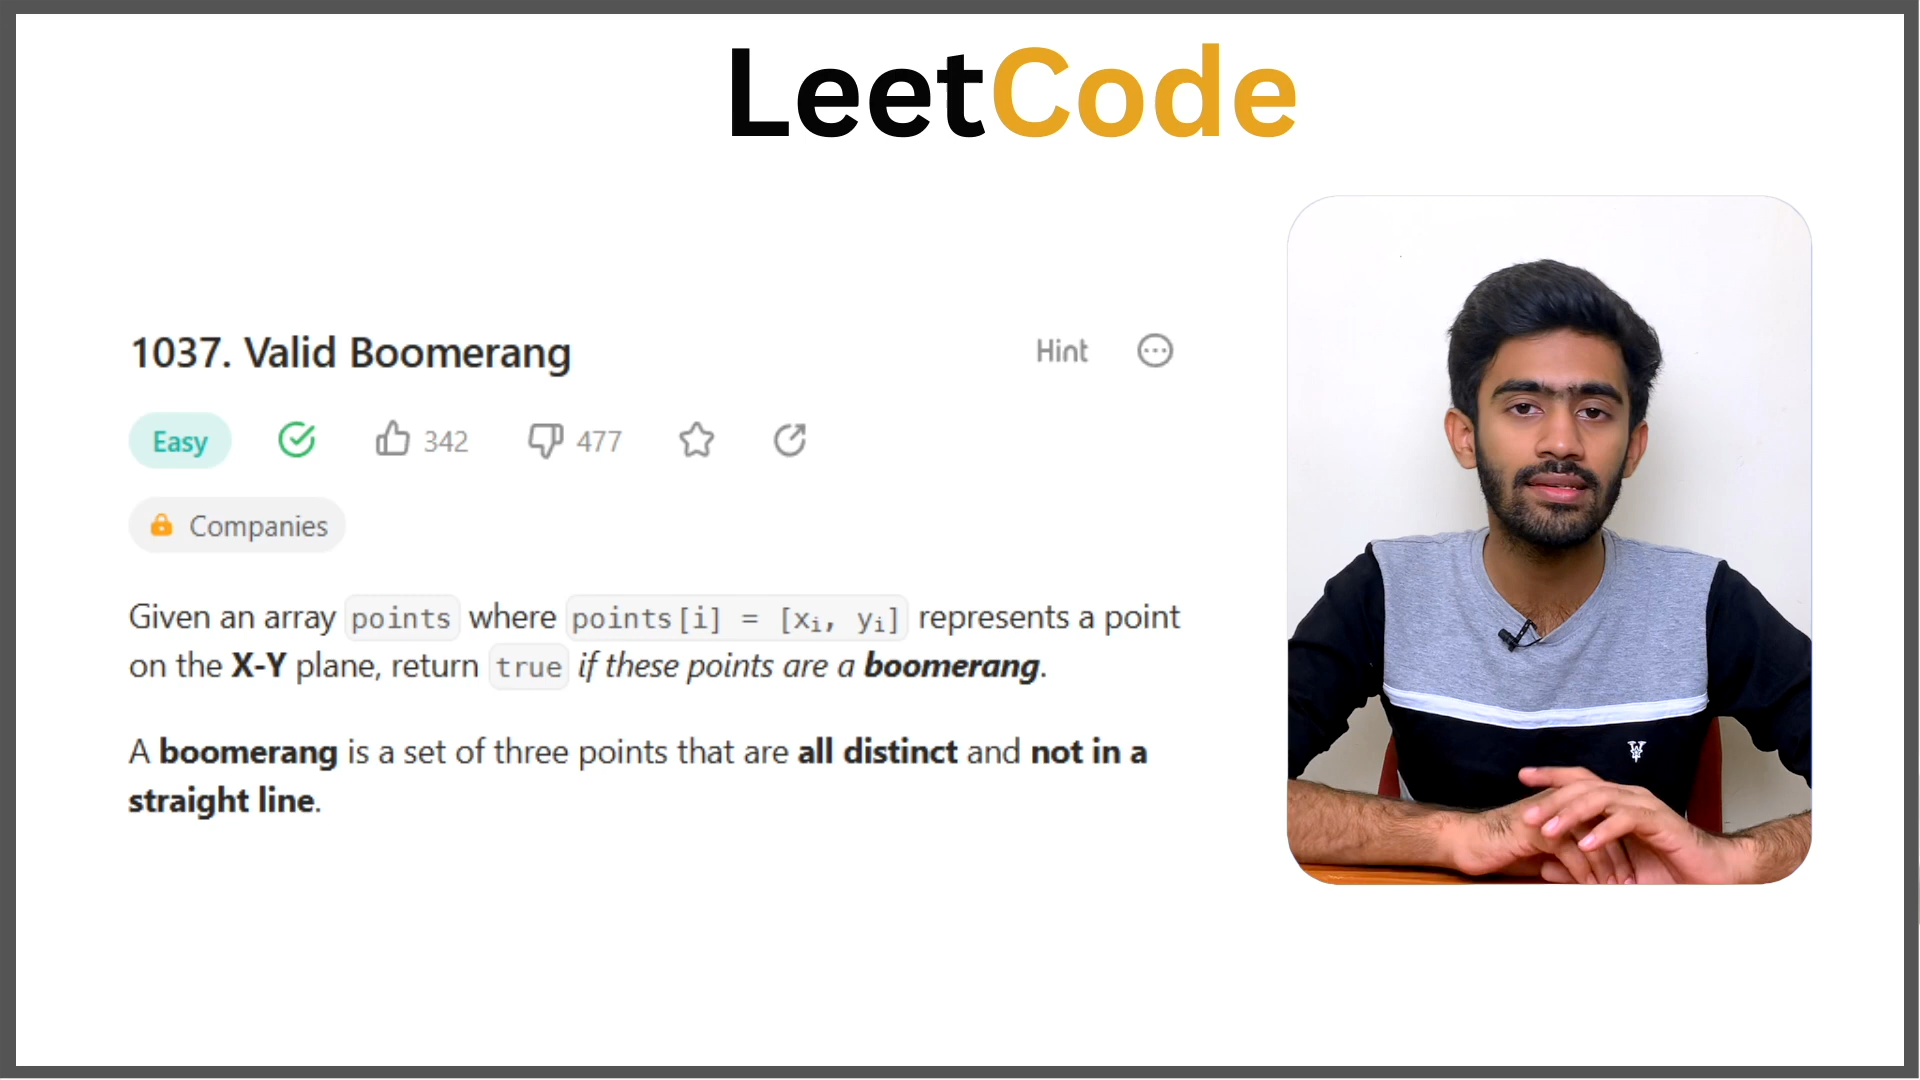 LeetCode
1037. Valid Boomerang
Hint
Easy
342
477
Companies
Given an array points where points[i] = [xᵢ, yᵢ] represents a point
on the X-Y plane, return true if these points are a boomerang.
A boomerang is a set of three points that are all distinct and not in a
straight line.